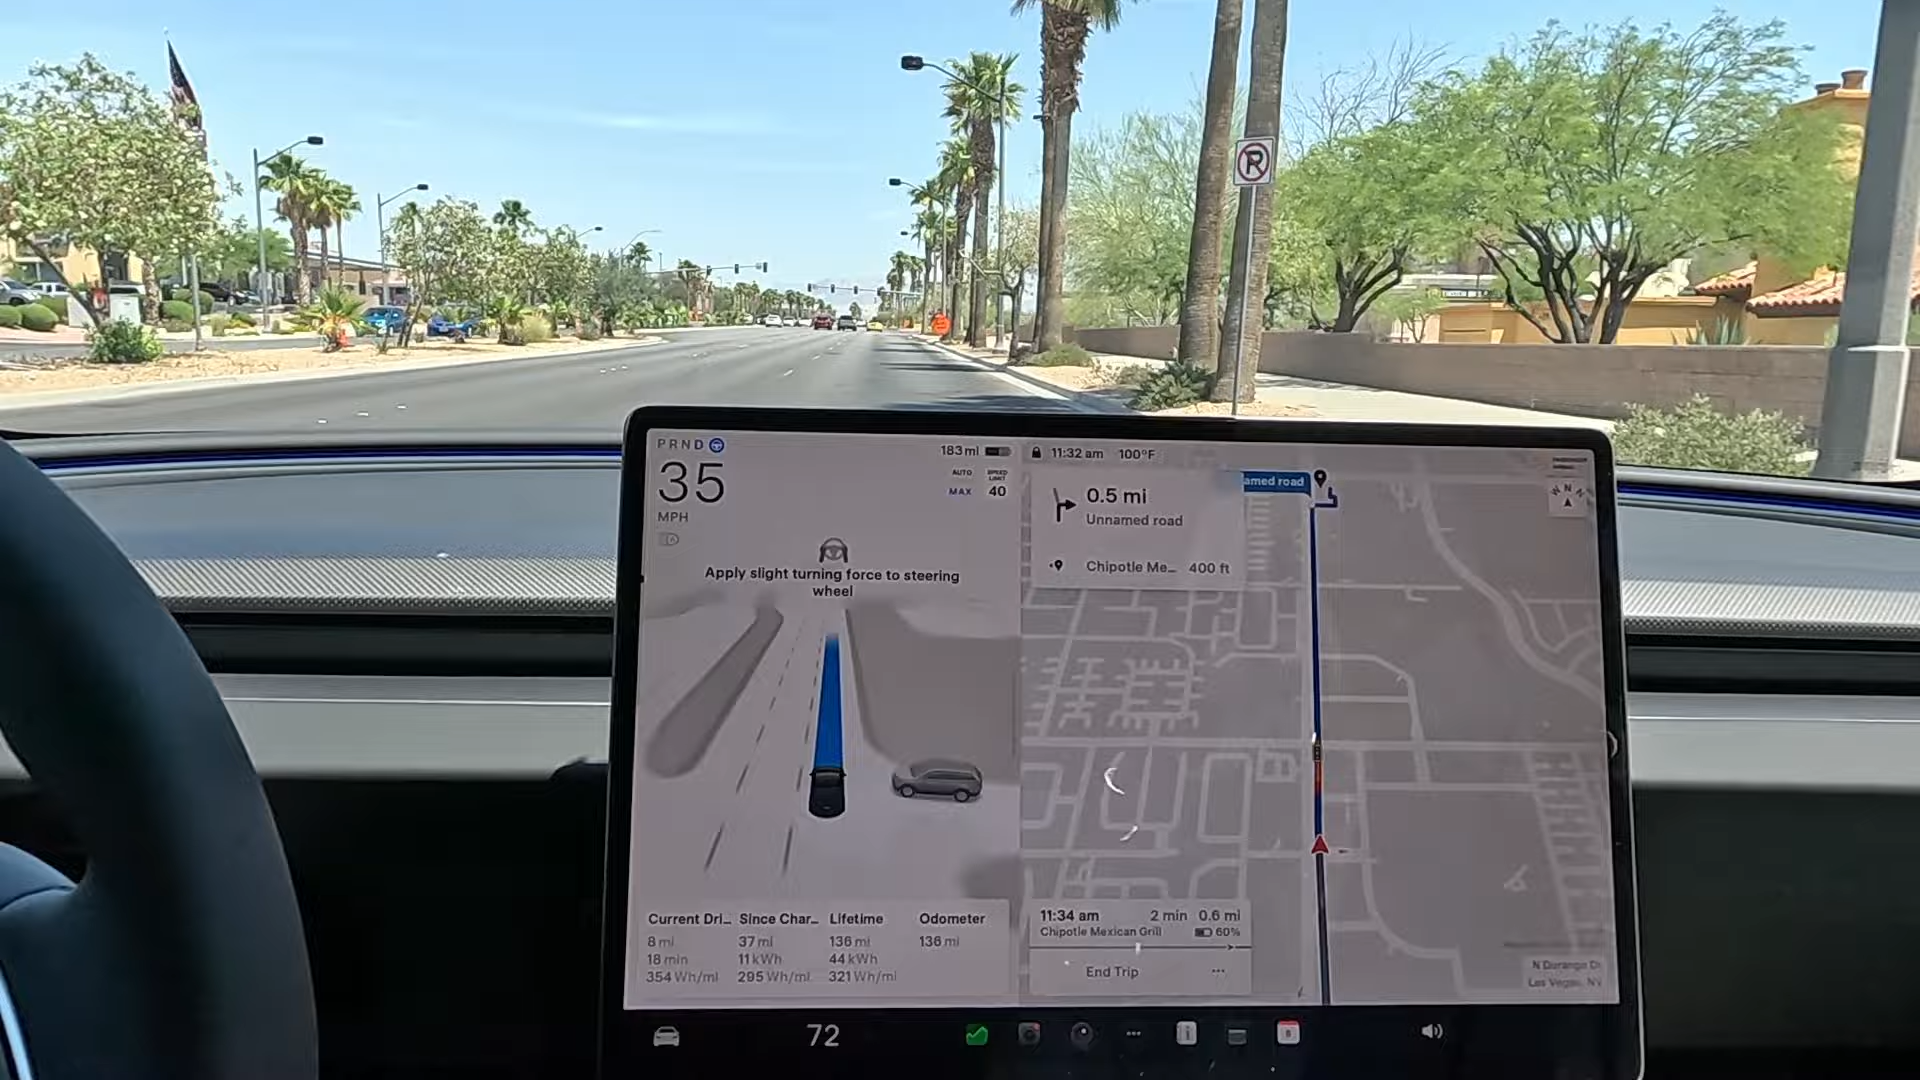 P
PRND
35
MPH
183 mi
AUTO
MAX
SPEED
LIMIT
40
Apply slight turning force to steering
wheel
11:32 am 100°F
0.5 mi
Unnamed road
Chipotle Me... 400 ft
amed road
N
Current Dri... Since Char... Lifetime Odometer
8 mi 37 mi 136 mi 136 mi
18 min 11 kWh 44 kWh
354 Wh/mi 295 Wh/mi 321 Wh/mi
11:34 am 2 min 0.6 mi
Chipotle Mexican Grill 60%
End Trip ...
N Durango Dr
Las Vegas, NV
72